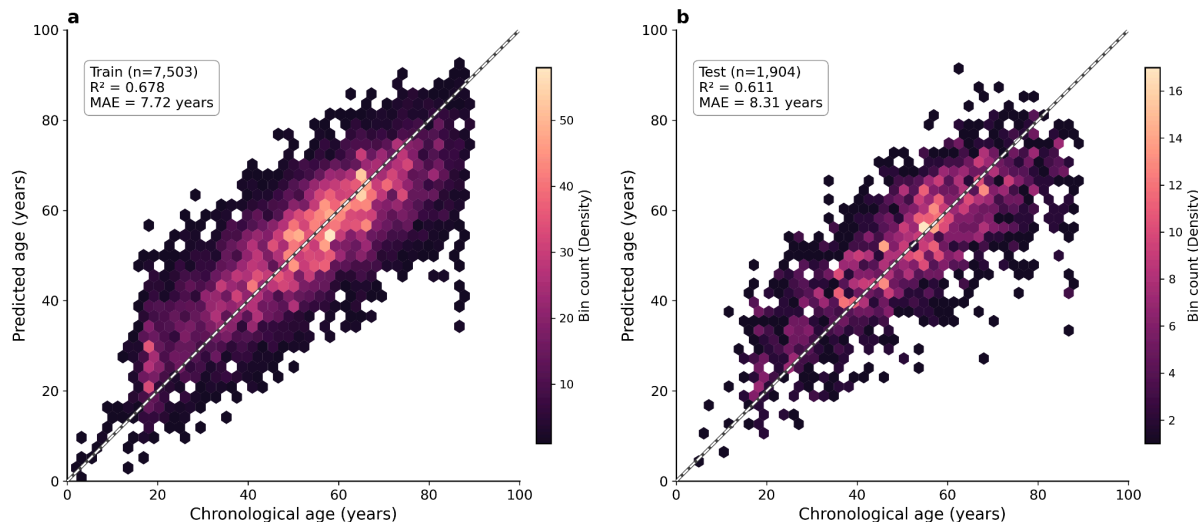 a
100
80
60
40
20
0
0 20 40 60 80 100
Chronological age (years)
Predicted age (years)
Train (n=7,503)
R² = 0.678
MAE = 7.72 years
50
40
30
20
10
Bin count (Density)
b
100
80
60
40
20
0
0 20 40 60 80 100
Chronological age (years)
Predicted age (years)
Test (n=1,904)
R² = 0.611
MAE = 8.31 years
16
14
12
10
8
6
4
2
Bin count (Density)